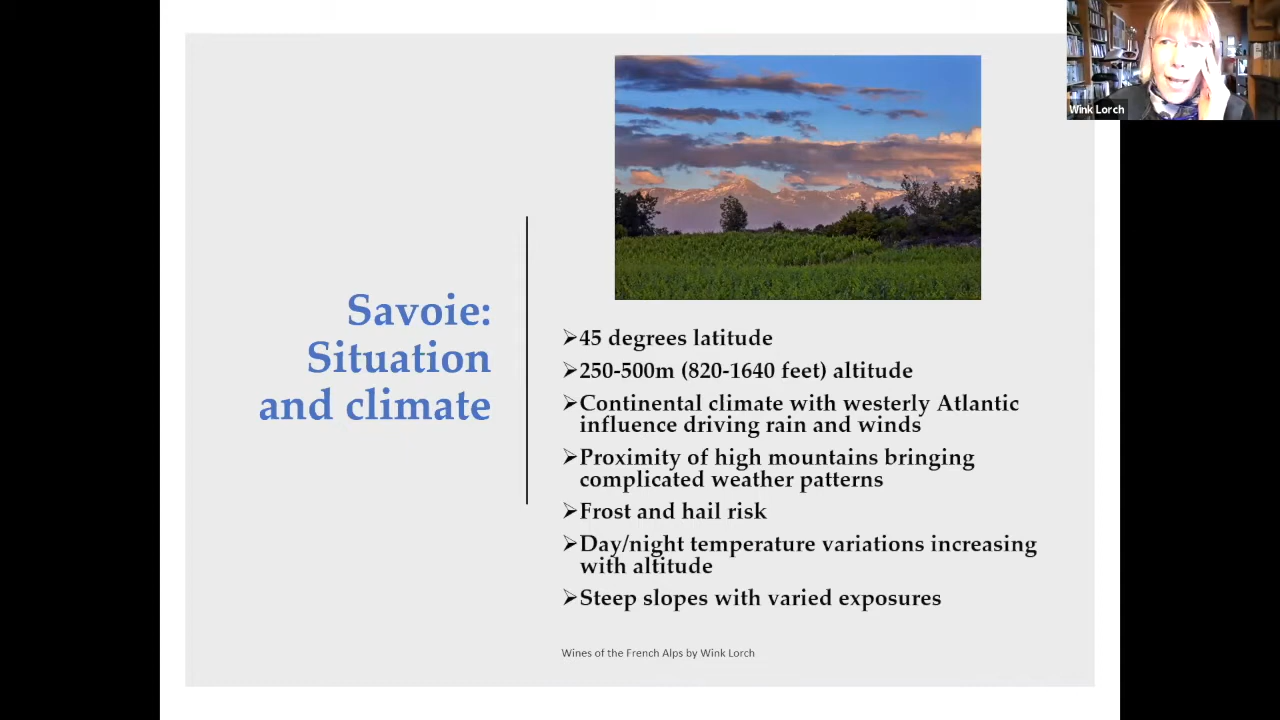 Wink Lorch
Savoie:
Situation
and climate
➢45 degrees latitude
➢250-500m (820-1640 feet) altitude
➢Continental climate with westerly Atlantic
influence driving rain and winds
➢Proximity of high mountains bringing
complicated weather patterns
➢Frost and hail risk
➢Day/night temperature variations increasing
with altitude
➢Steep slopes with varied exposures
Wines of the French Alps by Wink Lorch